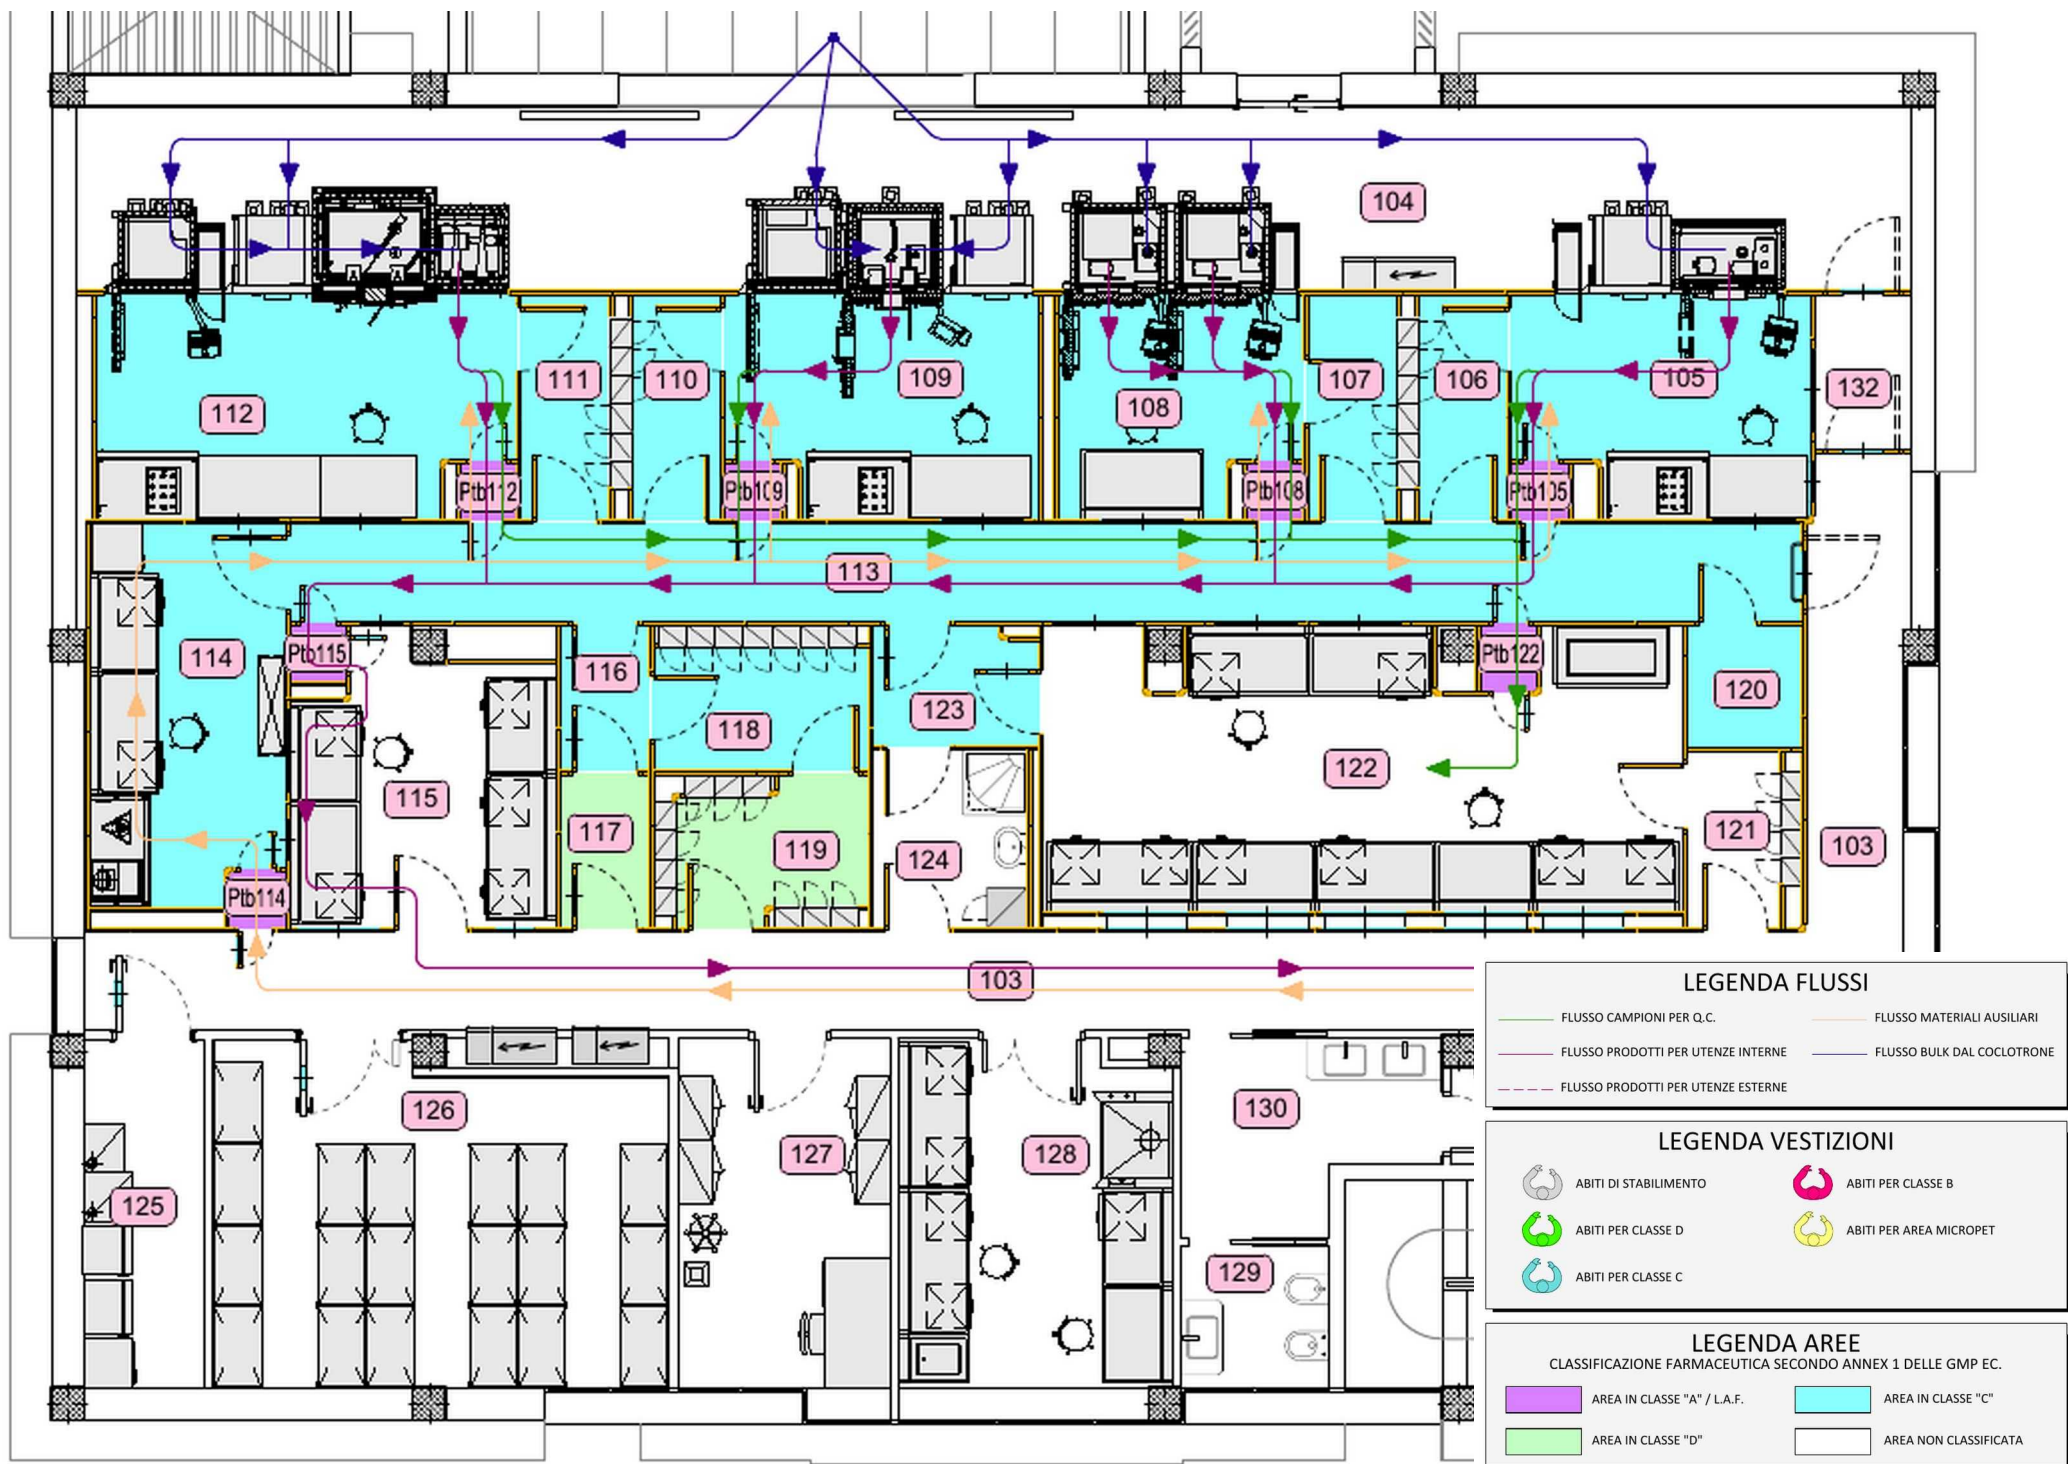 104
111
110
109
107
106
105
132
112
108
Ptb112
Ptb109
Ptb108
Ptb105
113
114
Ptb115
116
Ptb122
120
118
123
122
115
117
119
124
121
103
Ptb114
103
126
130
127
128
125
129
LEGENDA FLUSSI
FLUSSO CAMPIONI PER Q.C.
FLUSSO MATERIALI AUSILIARI
FLUSSO PRODOTTI PER UTENZE INTERNE
FLUSSO BULK DAL COCLOTRONE
FLUSSO PRODOTTI PER UTENZE ESTERNE
LEGENDA VESTIZIONI
ABITI DI STABILIMENTO
ABITI PER CLASSE B
ABITI PER CLASSE D
ABITI PER AREA MICROPET
ABITI PER CLASSE C
LEGENDA AREE
CLASSIFICAZIONE FARMACEUTICA SECONDO ANNEX 1 DELLE GMP EC.
AREA IN CLASSE "A" / L.A.F.
AREA IN CLASSE "C"
AREA IN CLASSE "D"
AREA NON CLASSIFICATA